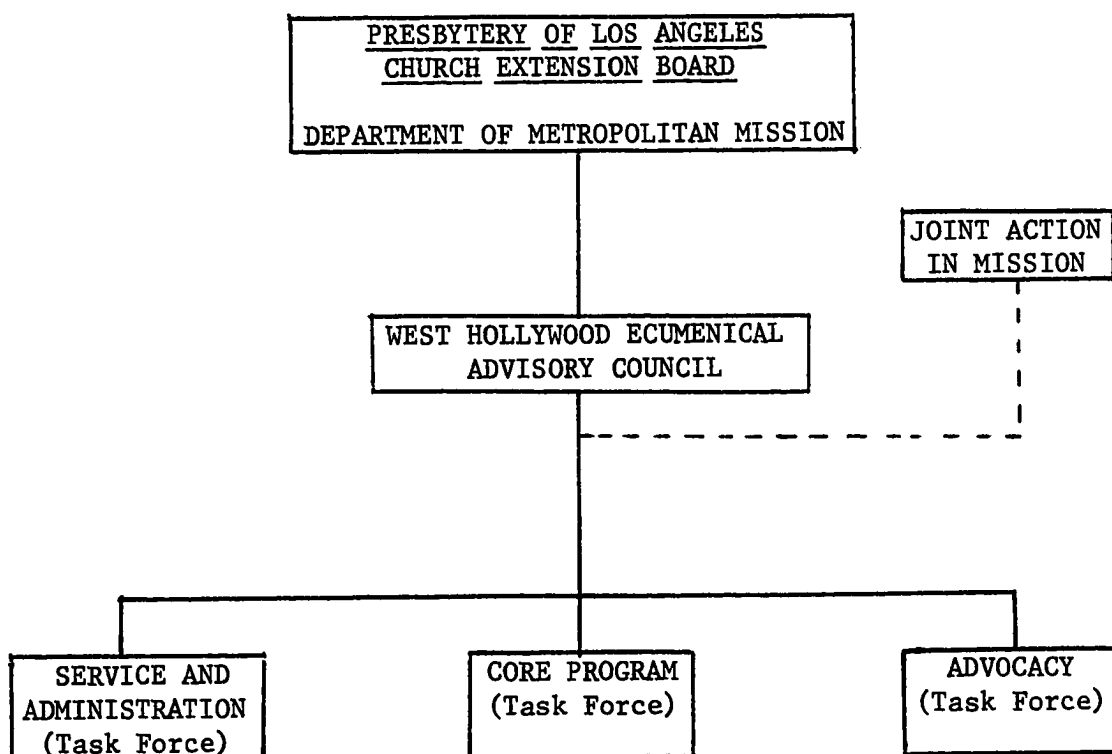 PRESBYTERY OF LOS ANGELES
CHURCH EXTENSION BOARD
DEPARTMENT OF METROPOLITAN MISSION
JOINT ACTION
IN MISSION
WEST HOLLYWOOD ECUMENICAL
ADVISORY COUNCIL
SERVICE AND
ADMINISTRATION
(Task Force)
CORE PROGRAM
(Task Force)
ADVOCACY
(Task Force)